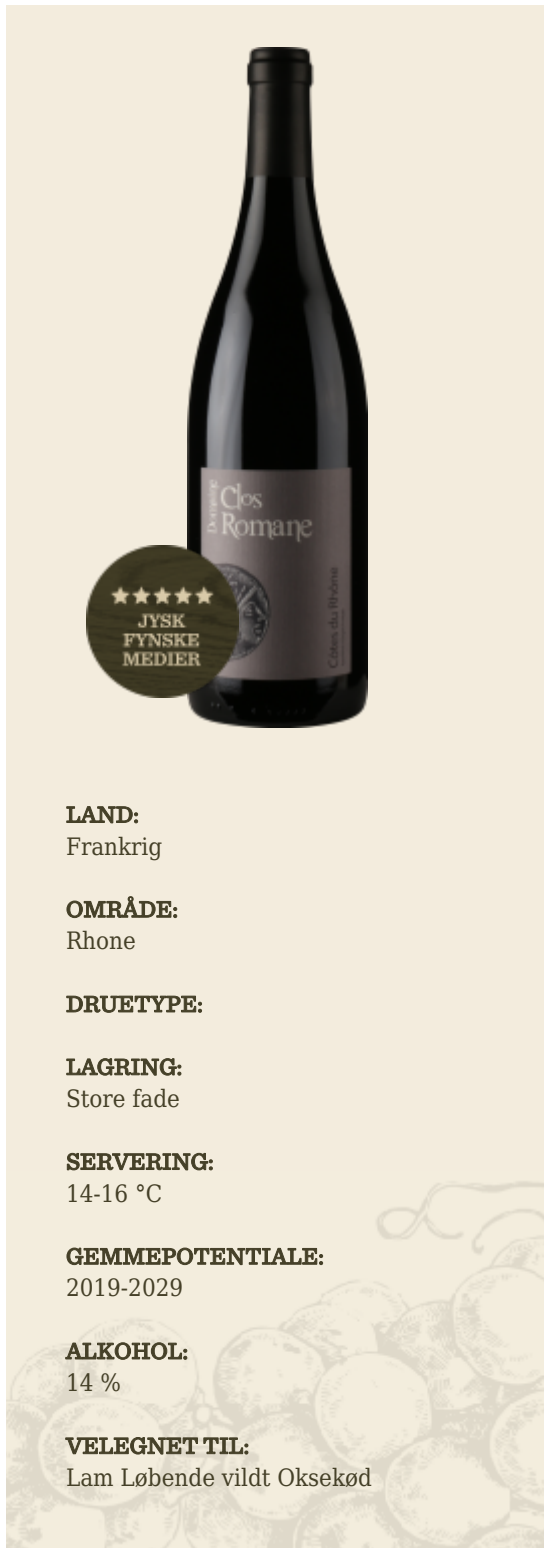 Domaine
Clos
Romane
Côtes du Rhône
JYSK
FYNSKE
MEDIER
LAND:
Frankrig
OMRÅDE:
Rhone
DRUETYPE:
LAGRING:
Store fade
SERVERING:
14-16 °C
GEMMEPOTENTIALE:
2019-2029
ALKOHOL:
14 %
VELEGNET TIL:
Lam Løbende vildt Oksekød